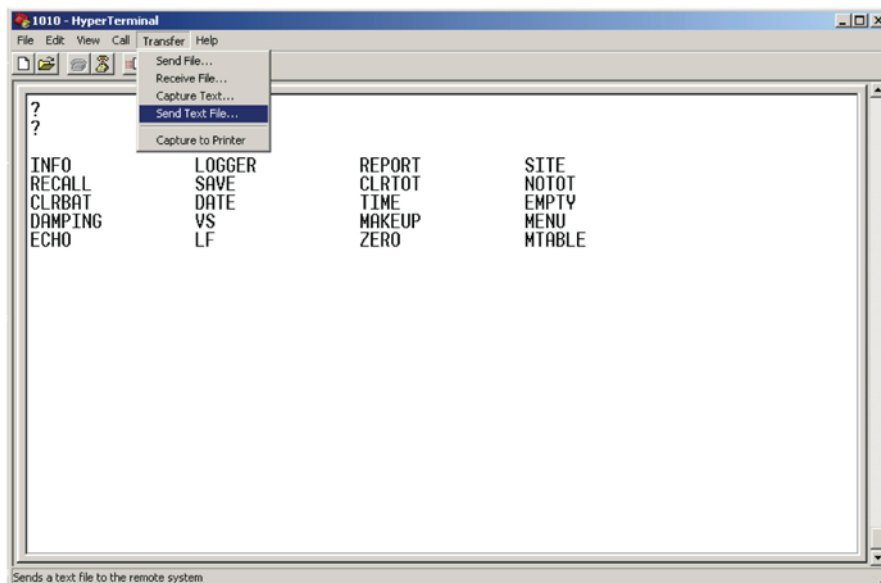 1010 - HyperTerminal
File Edit View Call Transfer Help
Send File...
Receive File...
Capture Text...
Send Text File...
Capture to Printer
?
?
INFO LOGGER REPORT SITE
RECALL SAVE CLRTOT NOTOT
CLRBAT DATE TIME EMPTY
DAMPING VS MAKEUP MENU
ECHO LF ZERO MTABLE
Sends a text file to the remote system